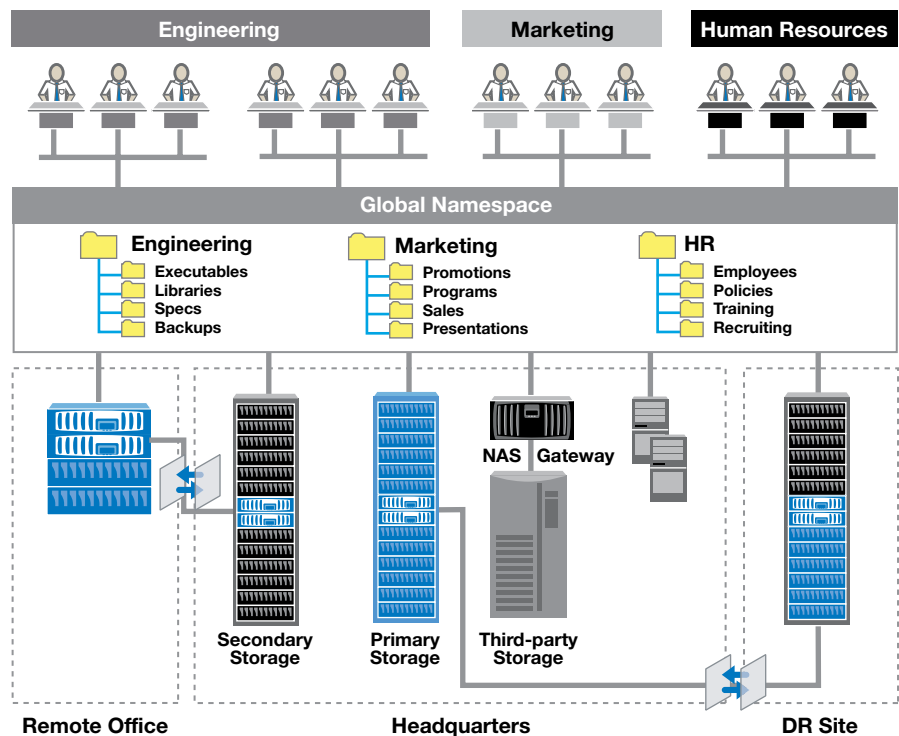 Engineering
Marketing
Human Resources
Global Namespace
Engineering
Executables
Libraries
Specs
Backups
Marketing
Promotions
Programs
Sales
Presentations
HR
Employees
Policies
Training
Recruiting
NAS Gateway
Secondary
Storage
Primary
Storage
Third-party
Storage
Remote Office
Headquarters
DR Site